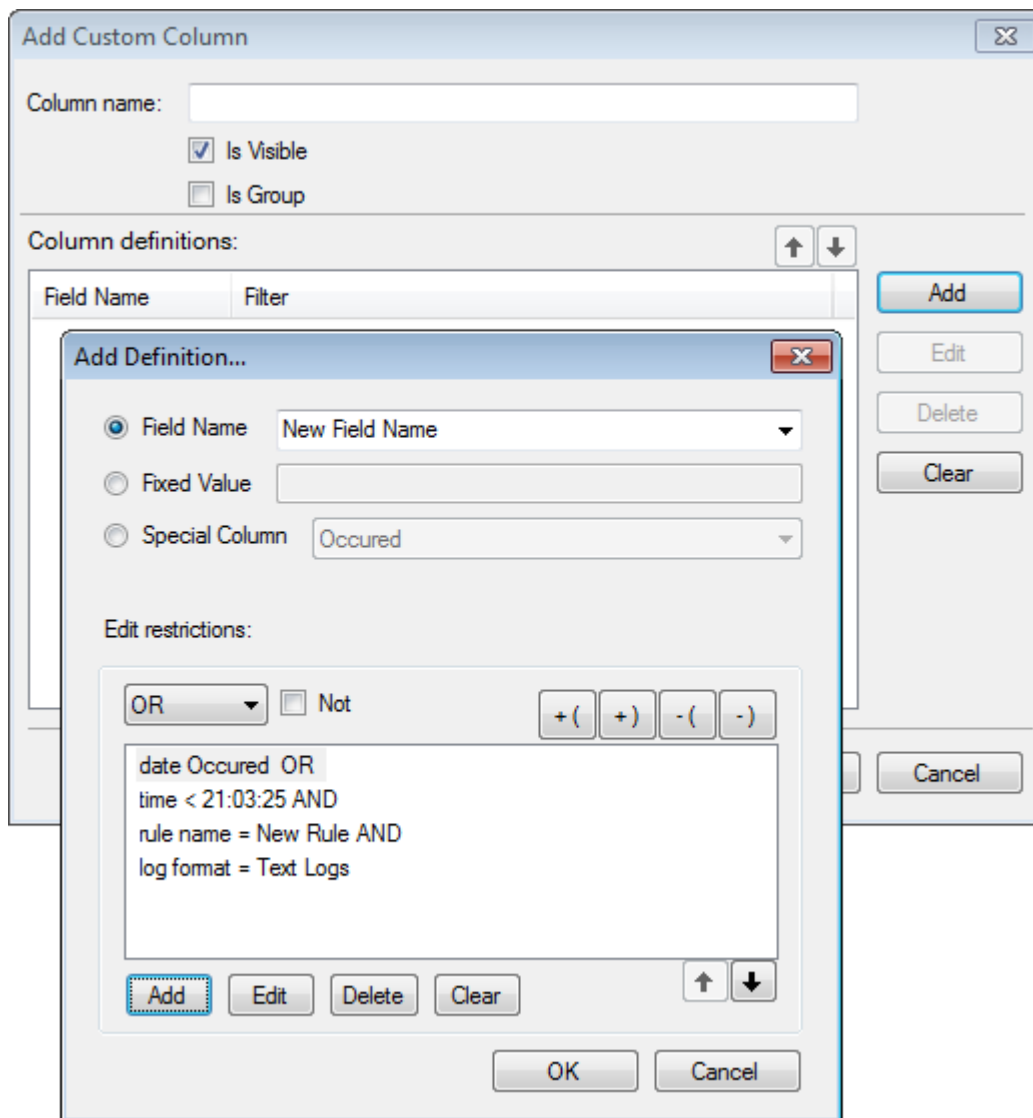 Add Custom Column
Column name:
Is Visible
Is Group
Column definitions:
Field Name Filter
Add
Edit
Delete
Clear
Cancel
Add Definition...
Field Name New Field Name
Fixed Value
Special Column Occured
Edit restrictions:
OR Not +( +) -( -)
date Occured OR
time < 21:03:25 AND
rule name = New Rule AND
log format = Text Logs
Add Edit Delete Clear
OK Cancel